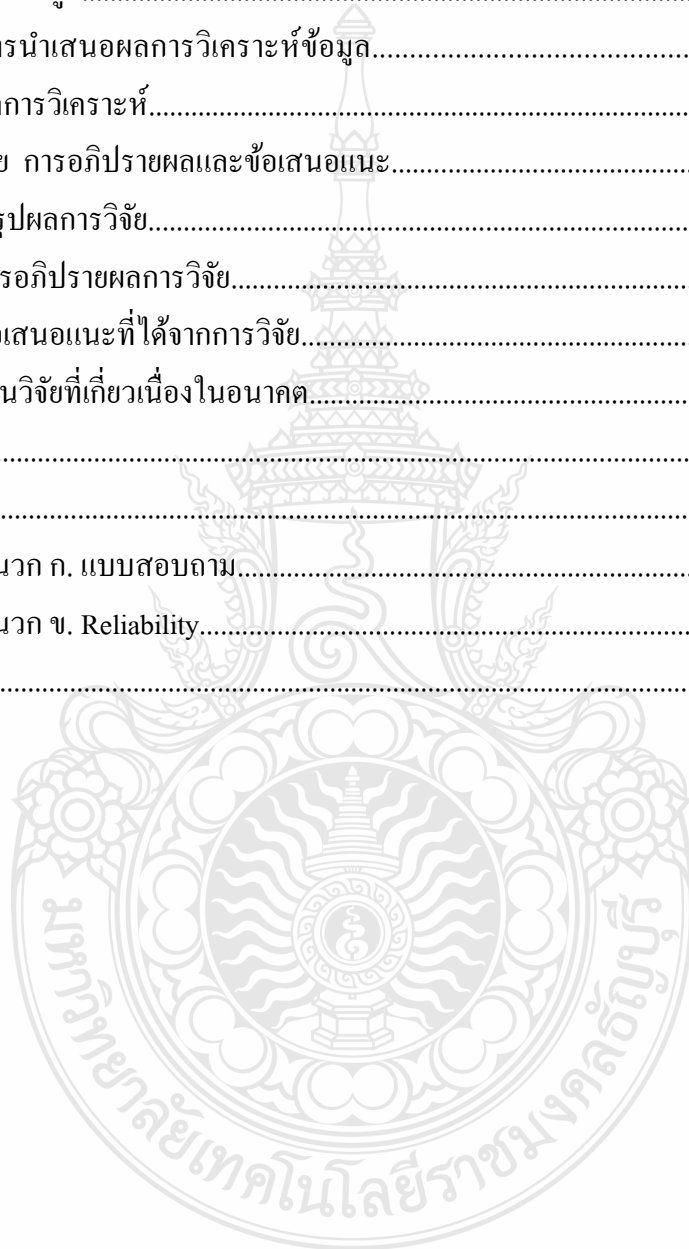 ารนำเสนอผลการวิเคราะห์ข้อมูล........................................
การวิเคราะห์........................................
ย การอภิปรายผลและข้อเสนอแนะ........................................
รุปผลการวิจัย........................................
รอภิปรายผลการวิจัย........................................
อเสนอแนะที่ได้จากการวิจัย........................................
นวิจัยที่เกี่ยวเนื่องในอนาคต........................................
นวก ก. แบบสอบถาม........................................
นวก ข. Reliability........................................
มหาวิทยาลัยเทคโนโลยีราชมงคลธัญบุรี